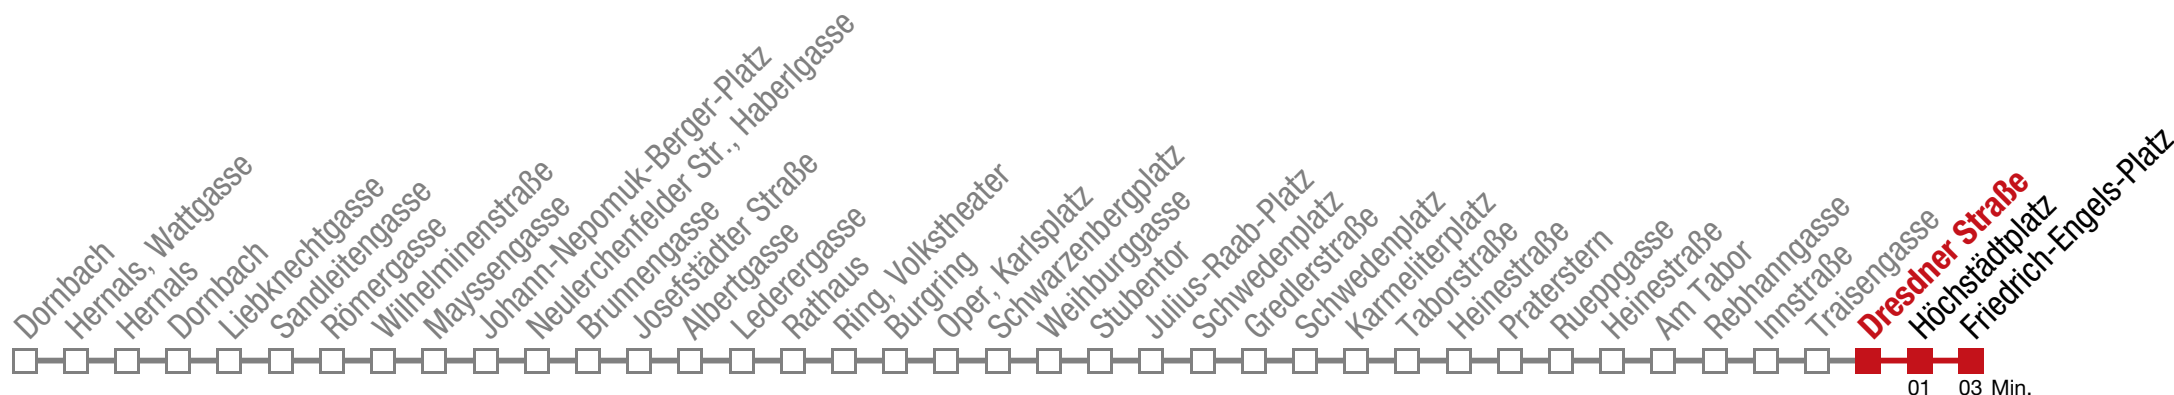 Dornbach
Hernals, Wattgasse
Hernals
Dornbach
Liebknechtgasse
Sandleitengasse
Römergasse
Wilhelminenstraße
Mayssengasse
Johann-Nepomuk-Berger-Platz
Neulerchenfelder Str., Haberlgasse
Brunnengasse
Josefstädter Straße
Albertgasse
Lederergasse
Rathaus
Ring, Volkstheater
Burgring
Oper, Karlsplatz
Schwarzenbergplatz
Weihburggasse
Stubentor
Julius-Raab-Platz
Schwedenplatz
Gredlerstraße
Schwedenplatz
Karmeliterplatz
Taborstraße
Heinestraße
Praterstern
Rueppgasse
Heinestraße
Am Tabor
Rebhanngasse
Innstraße
Traisengasse
Dresdner Straße
Höchstädtplatz
Friedrich-Engels-Platz
01 03 Min.